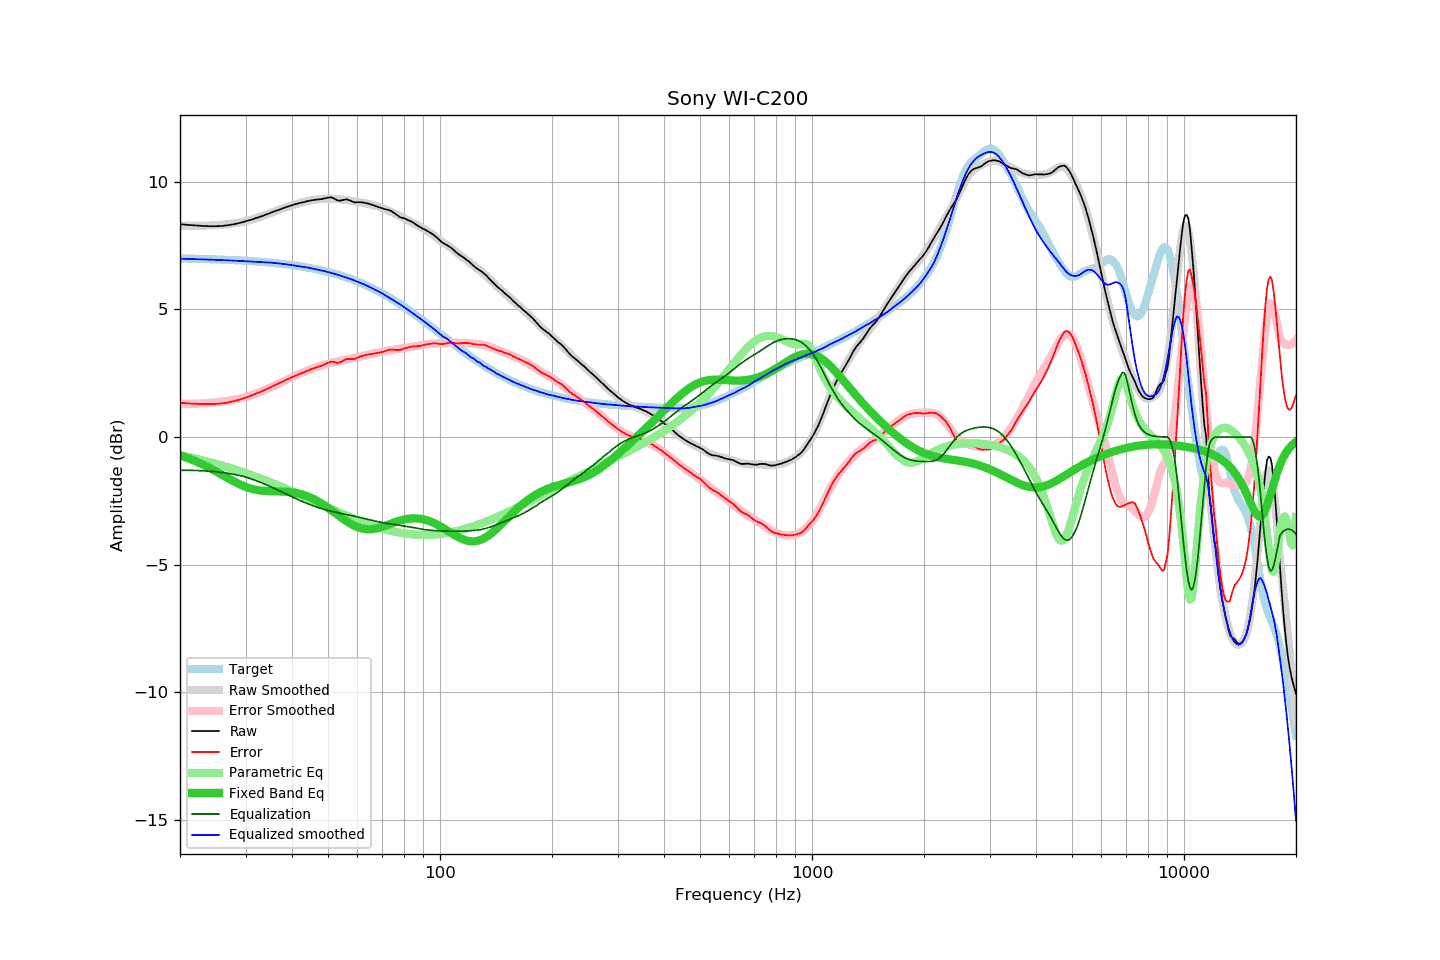 Sony WI-C200
Amplitude (dBr)
10
5
0
−5
−10
−15
Target
Raw Smoothed
Error Smoothed
Raw
Error
Parametric Eq
Fixed Band Eq
Equalization
Equalized smoothed
100
1000
10000
Frequency (Hz)